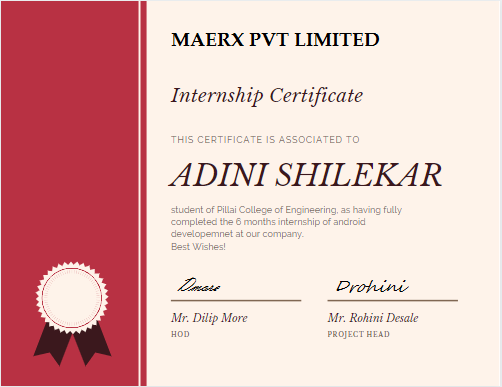 MAERX PVT LIMITED
Internship Certificate
THIS CERTIFICATE IS ASSOCIATED TO
ADINI SHILEKAR
student of Pillai College of Engineering, as having fully
completed the 6 months internship of android
developemnet at our company.
Best Wishes!
Dmore Drohini
Mr. Dilip More Mr. Rohini Desale
HOD PROJECT HEAD